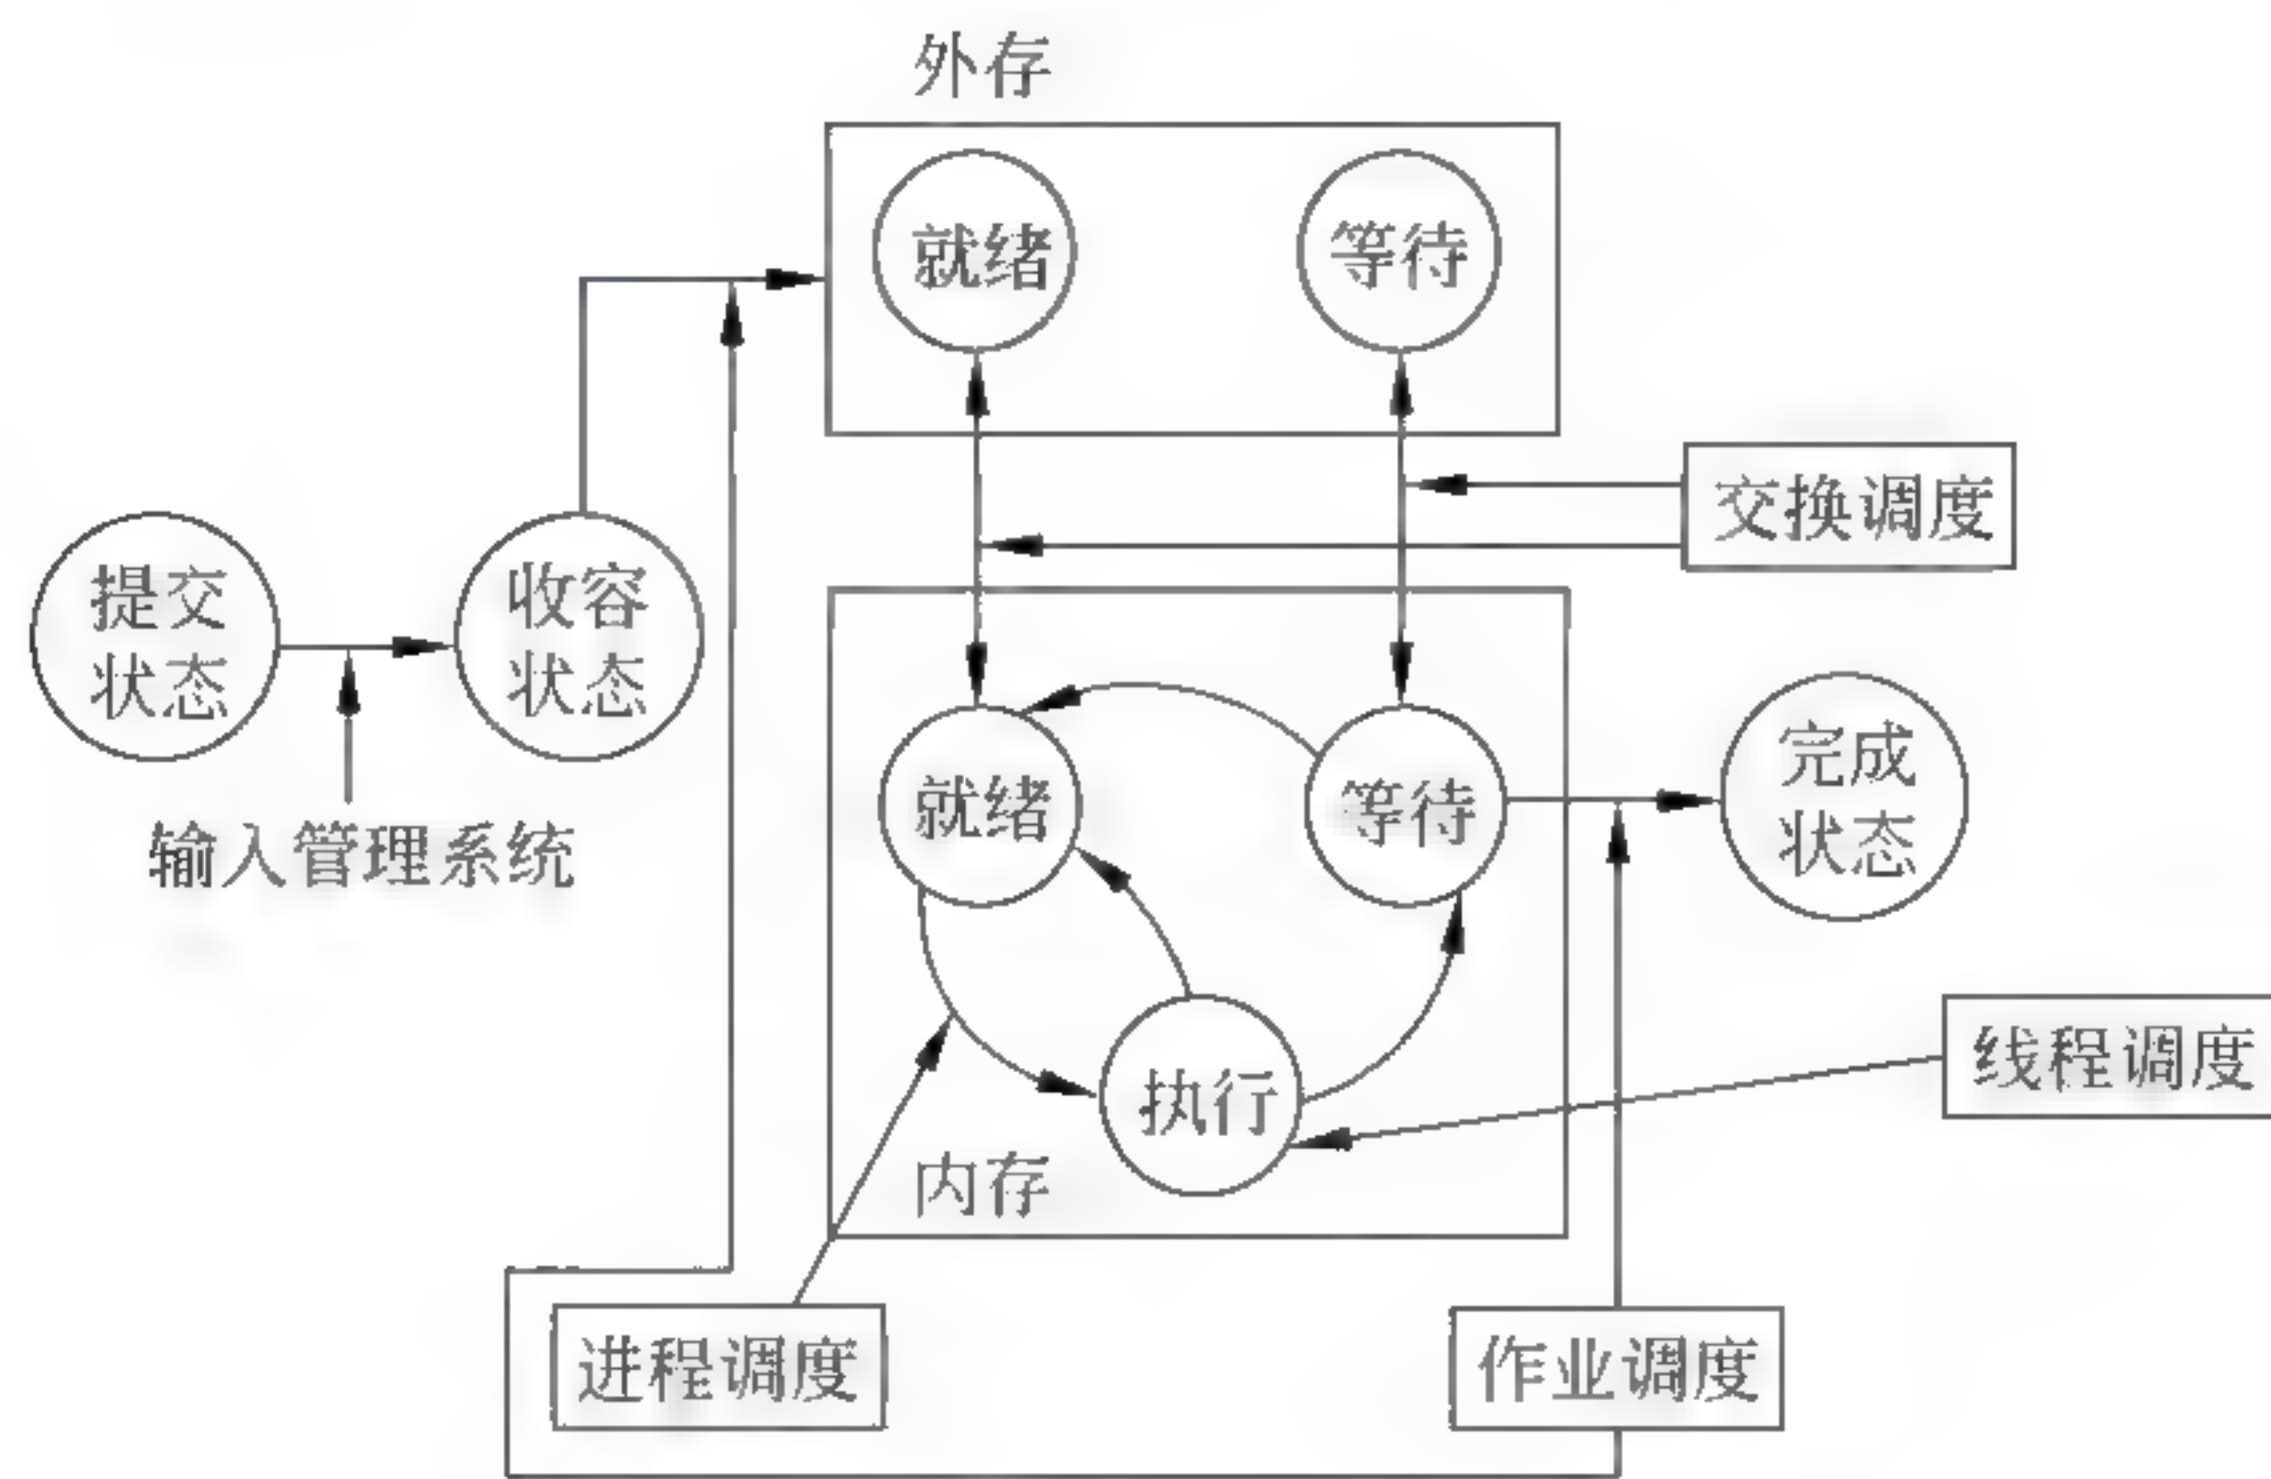 外存
就绪
等待
交换调度
提交
状态
收容
状态
输入管理系统
就绪
等待
完成
状态
执行
线程调度
内存
进程调度
作业调度